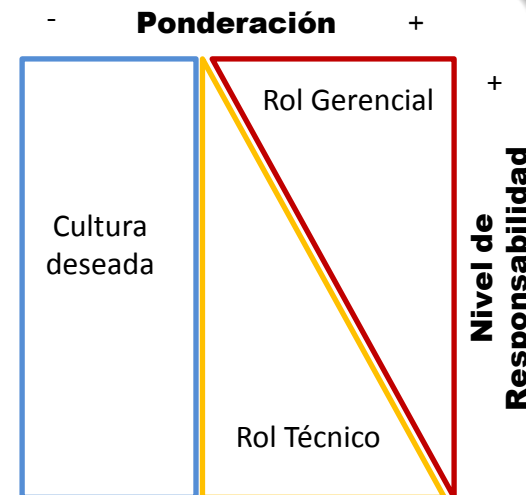 - Ponderación +
Rol Gerencial
+
Cultura
deseada
Nivel de
Responsabilidad
Rol Técnico